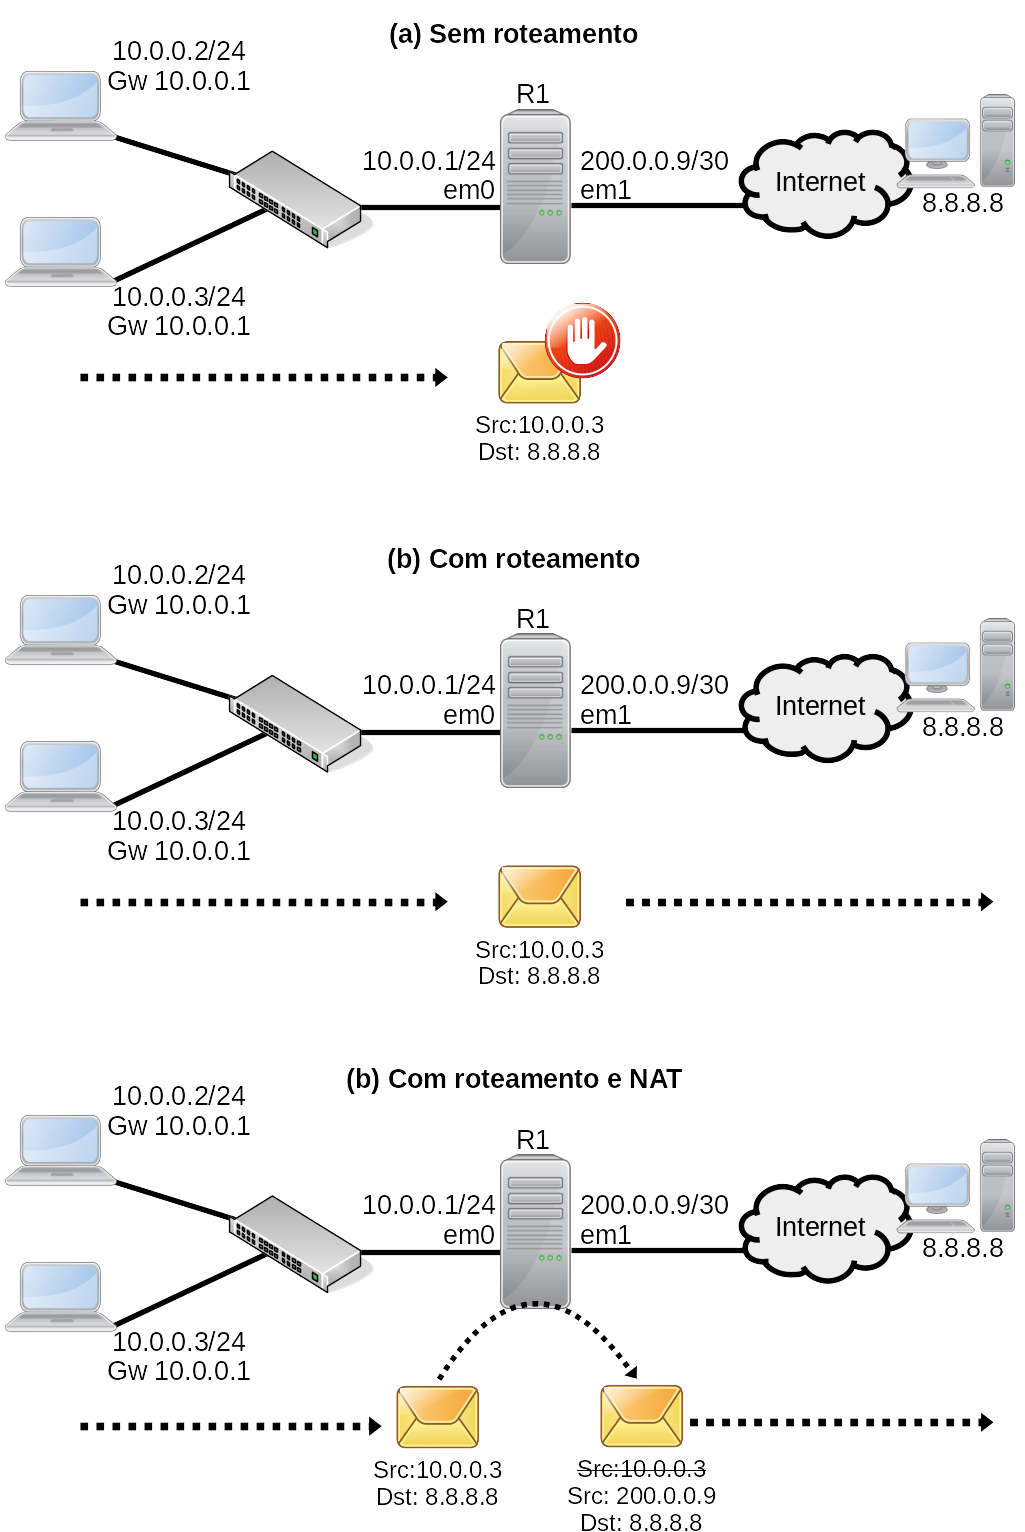 (a) Sem roteamento
10.0.0.2/24
Gw 10.0.0.1
R1
10.0.0.1/24
em0
200.0.0.9/30
em1
Internet
8.8.8.8
10.0.0.3/24
Gw 10.0.0.1
Src:10.0.0.3
Dst: 8.8.8.8
(b) Com roteamento
10.0.0.2/24
Gw 10.0.0.1
R1
10.0.0.1/24
em0
200.0.0.9/30
em1
Internet
8.8.8.8
10.0.0.3/24
Gw 10.0.0.1
Src:10.0.0.3
Dst: 8.8.8.8
(b) Com roteamento e NAT
10.0.0.2/24
Gw 10.0.0.1
R1
10.0.0.1/24
em0
200.0.0.9/30
em1
Internet
8.8.8.8
10.0.0.3/24
Gw 10.0.0.1
Src:10.0.0.3
Dst: 8.8.8.8
Src:10.0.0.3
Src: 200.0.0.9
Dst: 8.8.8.8